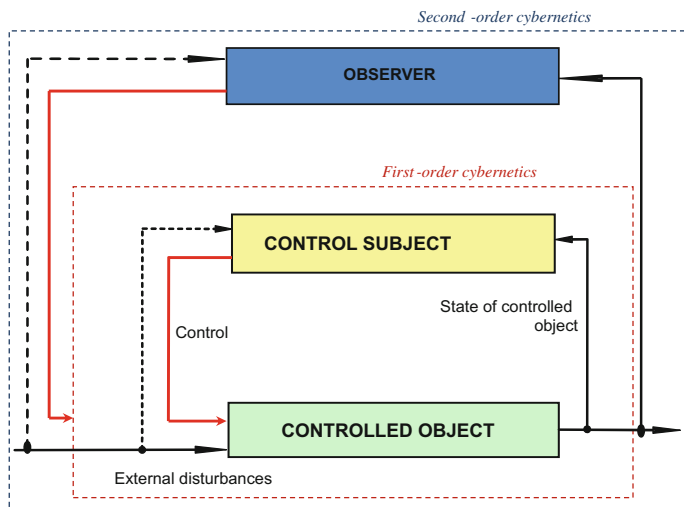 Second -order cybernetics
OBSERVER
First -order cybernetics
CONTROL SUBJECT
State of controlled
object
Control
CONTROLLED OBJECT
External disturbances